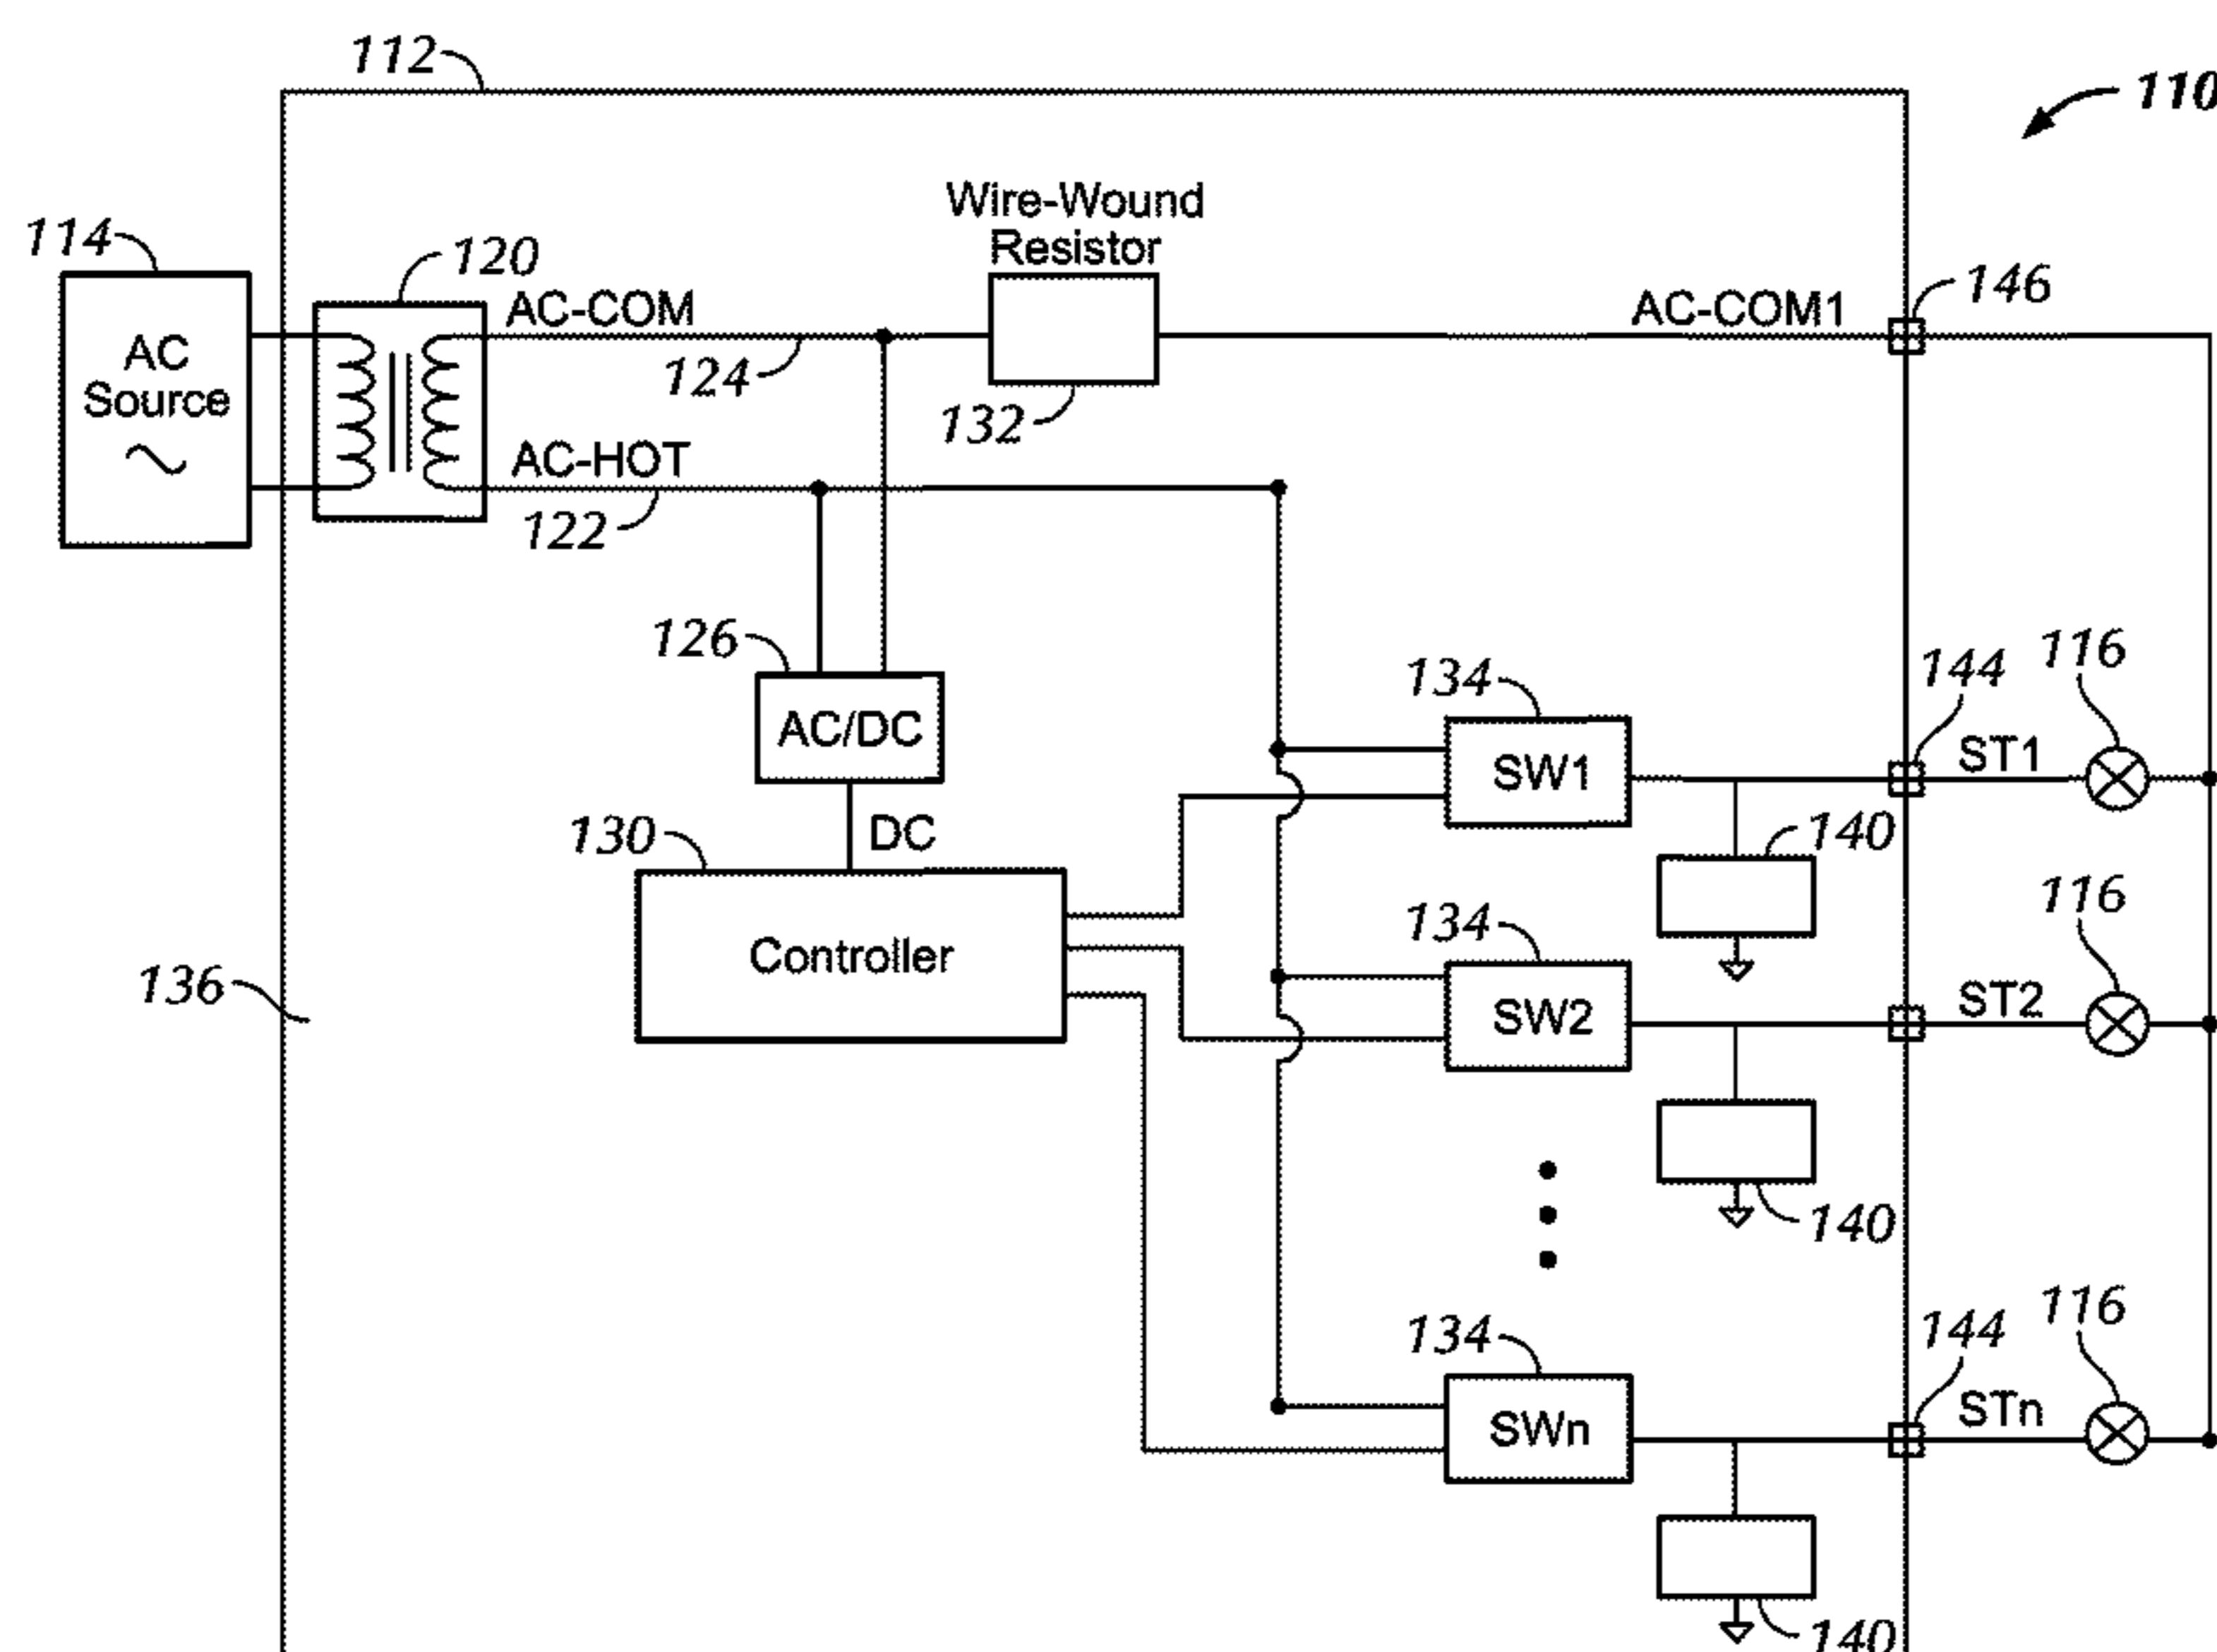 112
110
Wire-Wound
Resistor
114
120
AC-COM
AC-COM1
146
AC
Source
124
132
AC-HOT
122
126
134
144
116
AC/DC
SW1
ST1
130
DC
140
134
116
Controller
136
SW2
ST2
140
134
144
116
SWn
STn
140